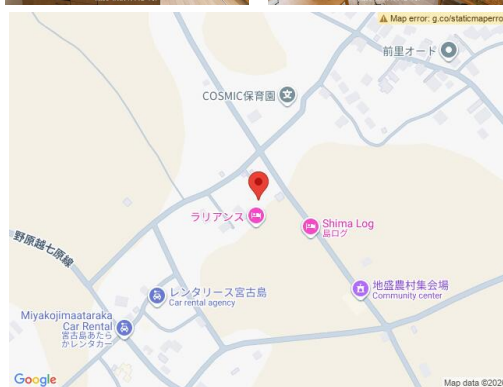 Map error: g.co/staticmaperro
前里オード
COSMIC保育園
ラリアンス
Shima Log
島ログ
野原越七原線
レンタリース宮古島
Car rental agency
地盛農村集会場
Community center
Miyakojimaataraka
Car Rental
宮古島あたら
かレンタカー
Google
Map data ©202